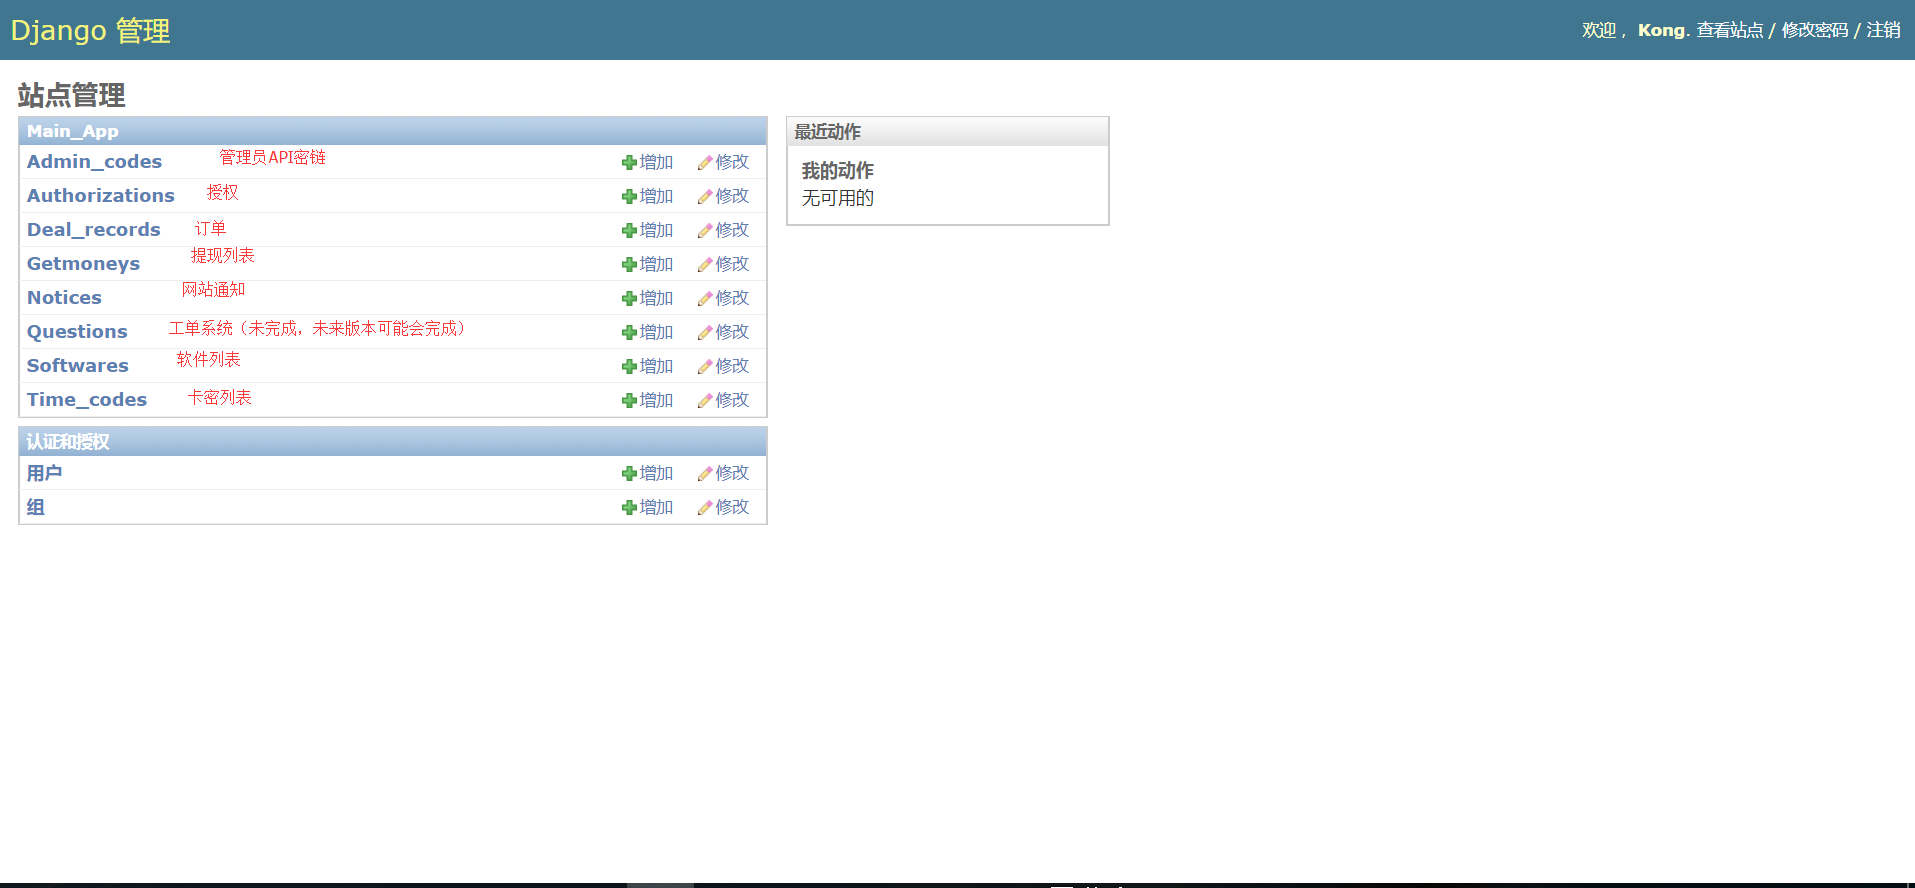 Django 管理
欢迎， Kong. 查看站点 / 修改密码 / 注销
站点管理
Main_App
Admin_codes 管理员API密链 增加 修改
Authorizations 授权 增加 修改
Deal_records 订单 增加 修改
Getmoneys 提现列表 增加 修改
Notices 网站通知 增加 修改
Questions 工单系统（未完成，未来版本可能会完成） 增加 修改
Softwares 软件列表 增加 修改
Time_codes 卡密列表 增加 修改
认证和授权
用户 增加 修改
组 增加 修改
最近动作
我的动作
无可用的